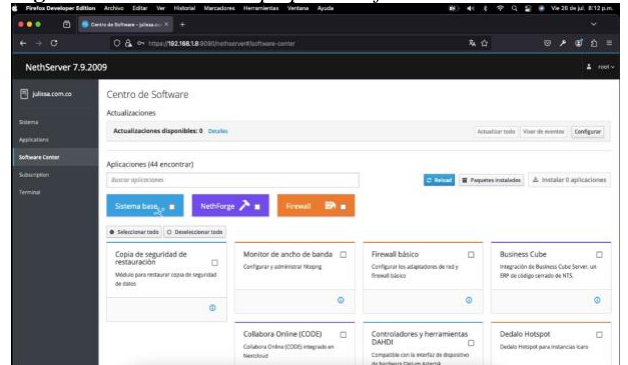 Firefox Developer Edition Archivo Editar Ver Historial Marcadores Herramientas Ventana Ayuda Vie 26 de jul. 8:12 p.m.
Centro de Software - julissa.com
https://192.168.1.8:9090/nethserver#/software-center
NethServer 7.9.2009
root
julissa.com.co
Sistema
Applications
Software Center
Subscription
Terminal
Centro de Software
Actualizaciones
Actualizaciones disponibles: 0 Detalles
Actualizar todo Visor de eventos Configurar
Aplicaciones (44 encontrar)
Buscar aplicaciones
Reload Paquetes instalados Instalar 0 aplicaciones
Sistema base NethForge Firewall
Seleccionar todo Deseleccionar todo
Copia de seguridad de
restauración
Módulo para restaurar copia de seguridad
de datos
Monitor de ancho de banda
Configurar y administrar Ntopng
Firewall básico
Configurar los adaptadores de red y
firewall básico
Business Cube
Integración de Business Cube Server, un
ERP de código cerrado de NTS.
Collabora Online (CODE)
Collabora Online (CODE) integrado en
Nextcloud
Controladores y herramientas
DAHDI
Compatible con la interfaz de dispositivo
de hardware Digium Asterisk
Dedalo Hotspot
Dedalo Hotspot para instancias Icaro